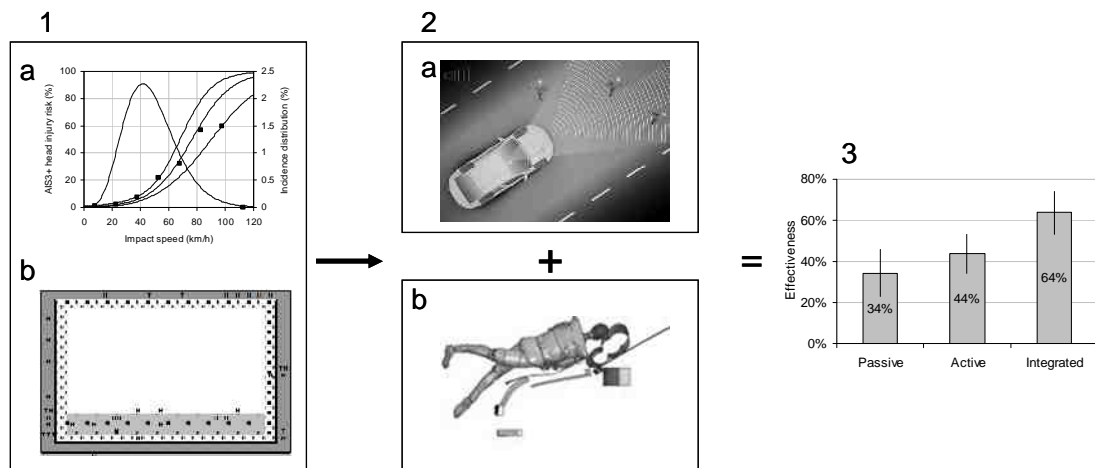 1
a
AIS3+ head injury risk (%)
100
80
60
40
20
0
2.5
2
1.5
1
0.5
0
Incidence distribution (%)
0 20 40 60 80 100 120
Impact speed (km/h)
b
2
a
+
b
=
3
Effectiveness
80%
60%
40%
20%
0%
34%
44%
64%
Passive Active Integrated